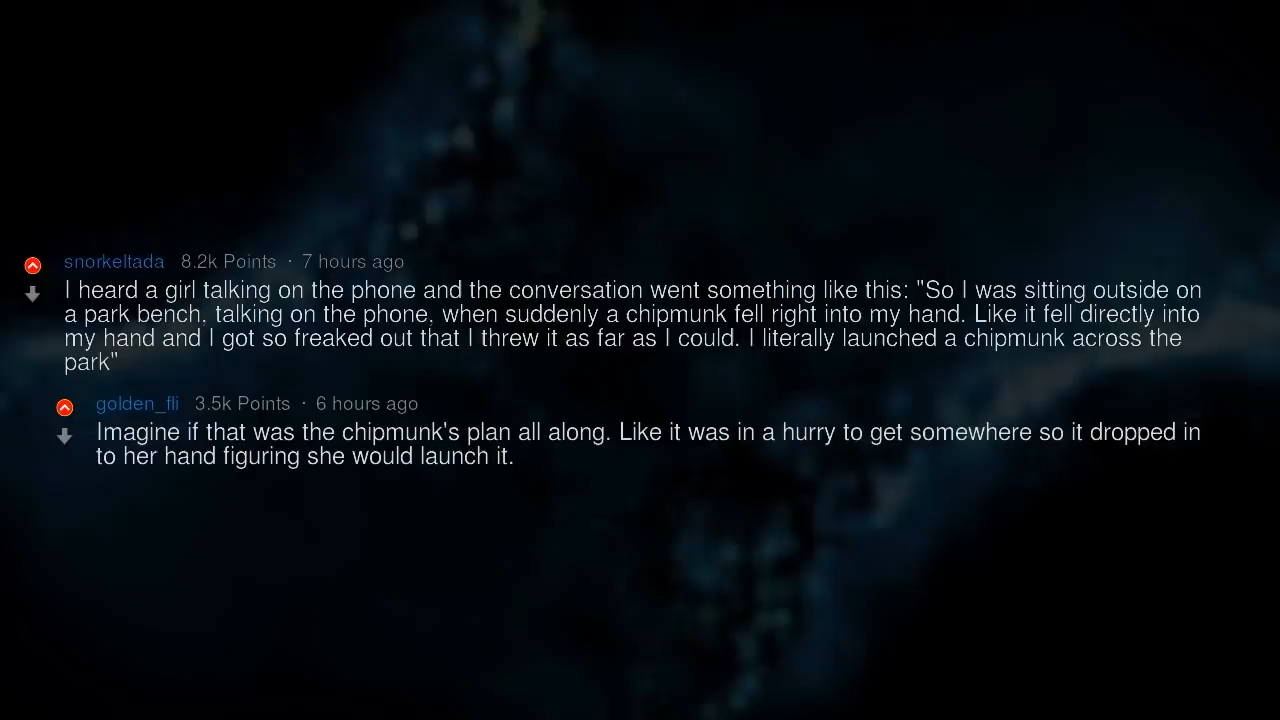 snorkeltada 8.2k Points · 7 hours ago
I heard a girl talking on the phone and the conversation went something like this: "So I was sitting outside on
a park bench, talking on the phone, when suddenly a chipmunk fell right into my hand. Like it fell directly into
my hand and I got so freaked out that I threw it as far as I could. I literally launched a chipmunk across the
park"
golden_fli 3.5k Points · 6 hours ago
Imagine if that was the chipmunk's plan all along. Like it was in a hurry to get somewhere so it dropped in
to her hand figuring she would launch it.